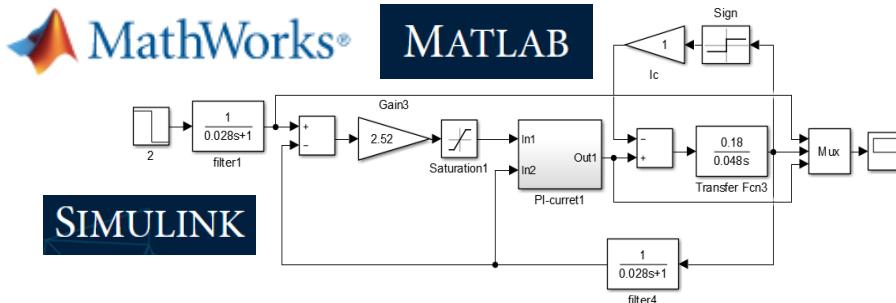 MathWorks®
MATLAB
Sign
1
Ic
Gain3
1
0.028s+1
2
filter1
+
−
2.52
Saturation1
In1
In2
Out1
PI-curret1
−
+
0.18
0.048s
Transfer Fcn3
Mux
SIMULINK
1
0.028s+1
filter4